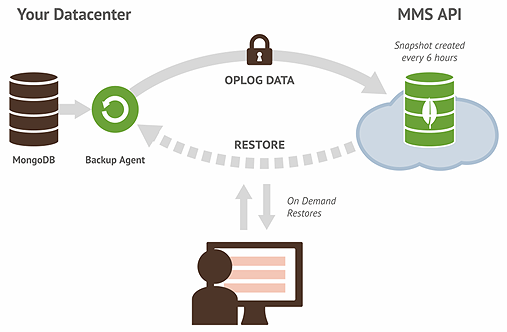 Your Datacenter
MMS API
Snapshot created
every 6 hours
OPLOG DATA
MongoDB
Backup Agent
RESTORE
On Demand
Restores